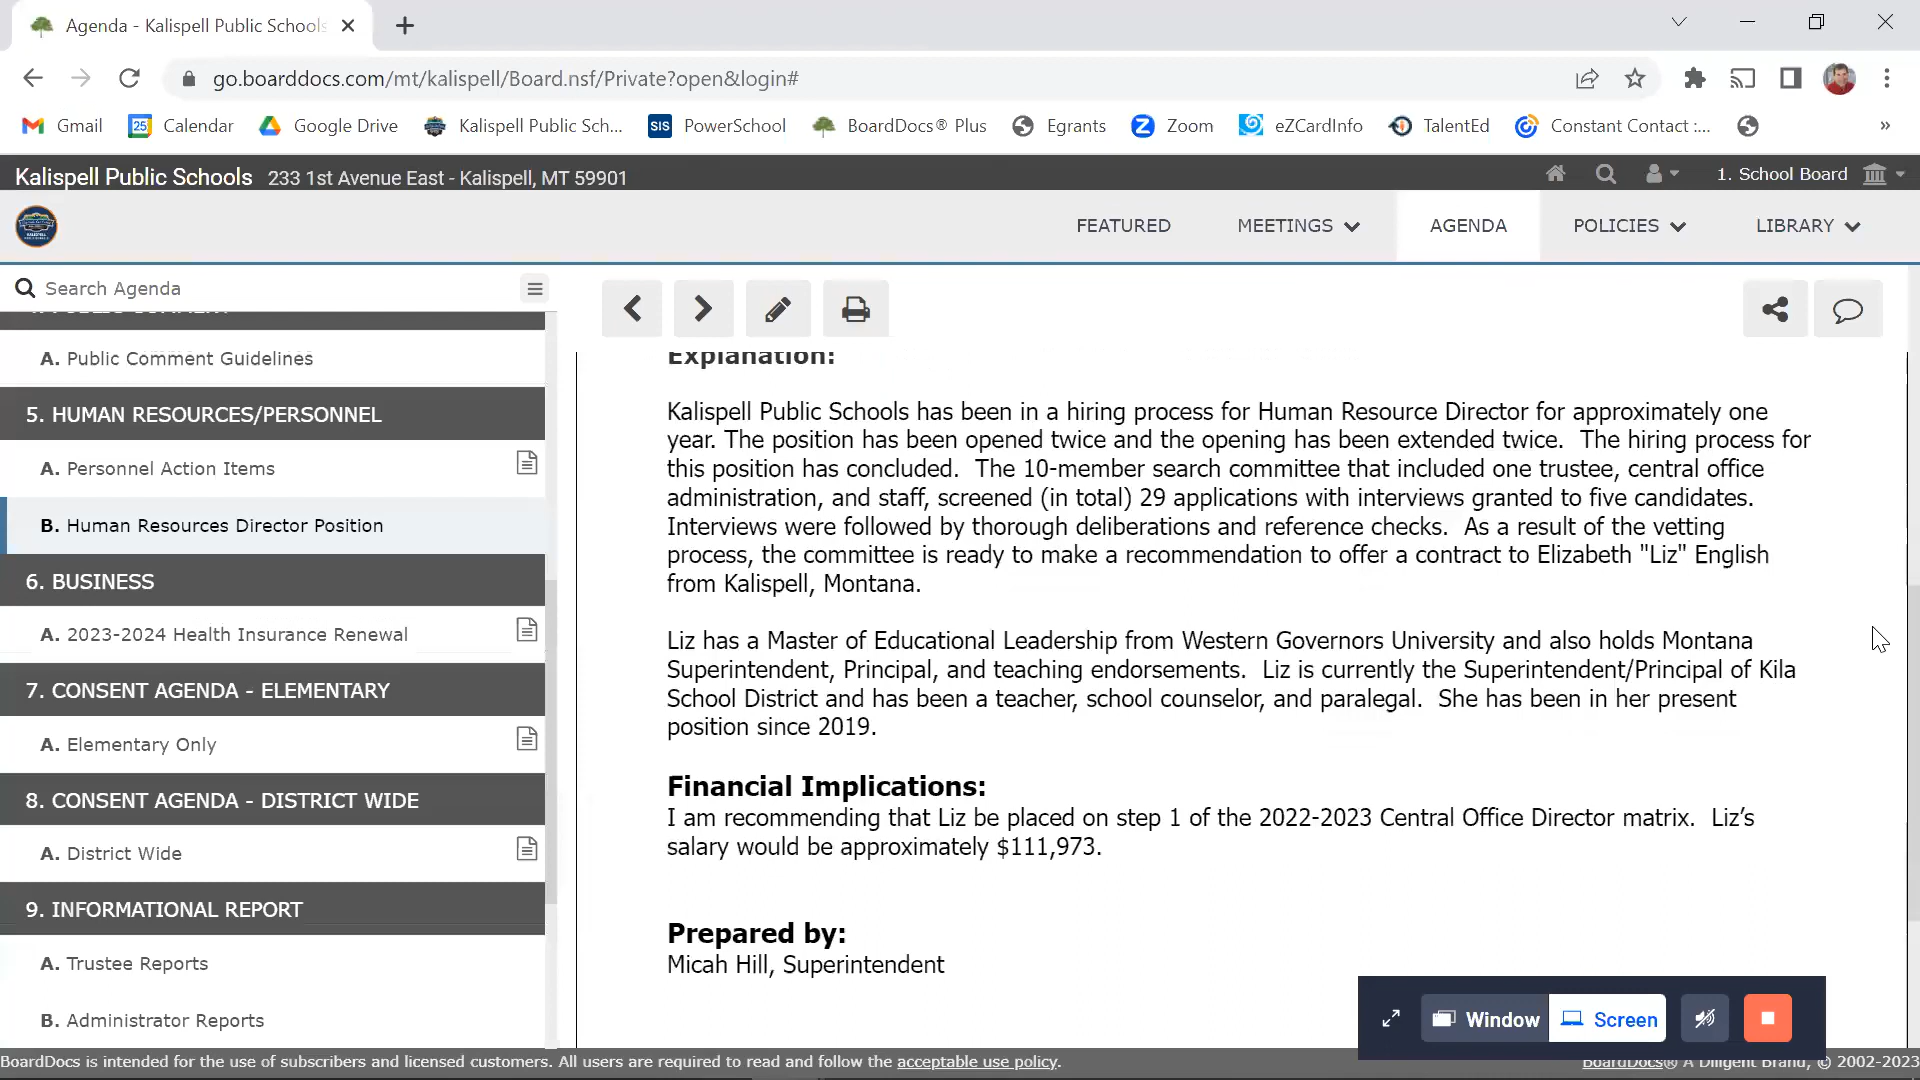 Agenda - Kalispell Public Schools
go.boarddocs.com/mt/kalispell/Board.nsf/Private?open&login#
Gmail
25 Calendar
Google Drive
Kalispell Public Sch...
SIS PowerSchool
BoardDocs® Plus
Egrants
Zoom
eZCardInfo
TalentEd
Constant Contact :...
»
Kalispell Public Schools 233 1st Avenue East - Kalispell, MT 59901
1. School Board
FEATURED
MEETINGS
AGENDA
POLICIES
LIBRARY
Search Agenda
A. Public Comment Guidelines
5. HUMAN RESOURCES/PERSONNEL
A. Personnel Action Items
B. Human Resources Director Position
6. BUSINESS
A. 2023-2024 Health Insurance Renewal
7. CONSENT AGENDA - ELEMENTARY
A. Elementary Only
8. CONSENT AGENDA - DISTRICT WIDE
A. District Wide
9. INFORMATIONAL REPORT
A. Trustee Reports
B. Administrator Reports
Explanation:
Kalispell Public Schools has been in a hiring process for Human Resource Director for approximately one
year. The position has been opened twice and the opening has been extended twice. The hiring process for
this position has concluded. The 10-member search committee that included one trustee, central office
administration, and staff, screened (in total) 29 applications with interviews granted to five candidates.
Interviews were followed by thorough deliberations and reference checks. As a result of the vetting
process, the committee is ready to make a recommendation to offer a contract to Elizabeth "Liz" English
from Kalispell, Montana.
Liz has a Master of Educational Leadership from Western Governors University and also holds Montana
Superintendent, Principal, and teaching endorsements. Liz is currently the Superintendent/Principal of Kila
School District and has been a teacher, school counselor, and paralegal. She has been in her present
position since 2019.
Financial Implications:
I am recommending that Liz be placed on step 1 of the 2022-2023 Central Office Director matrix. Liz’s
salary would be approximately $111,973.
Prepared by:
Micah Hill, Superintendent
Window
Screen
BoardDocs is intended for the use of subscribers and licensed customers. All users are required to read and follow the acceptable use policy.
BoardDocs® A Diligent Brand, © 2002-2023